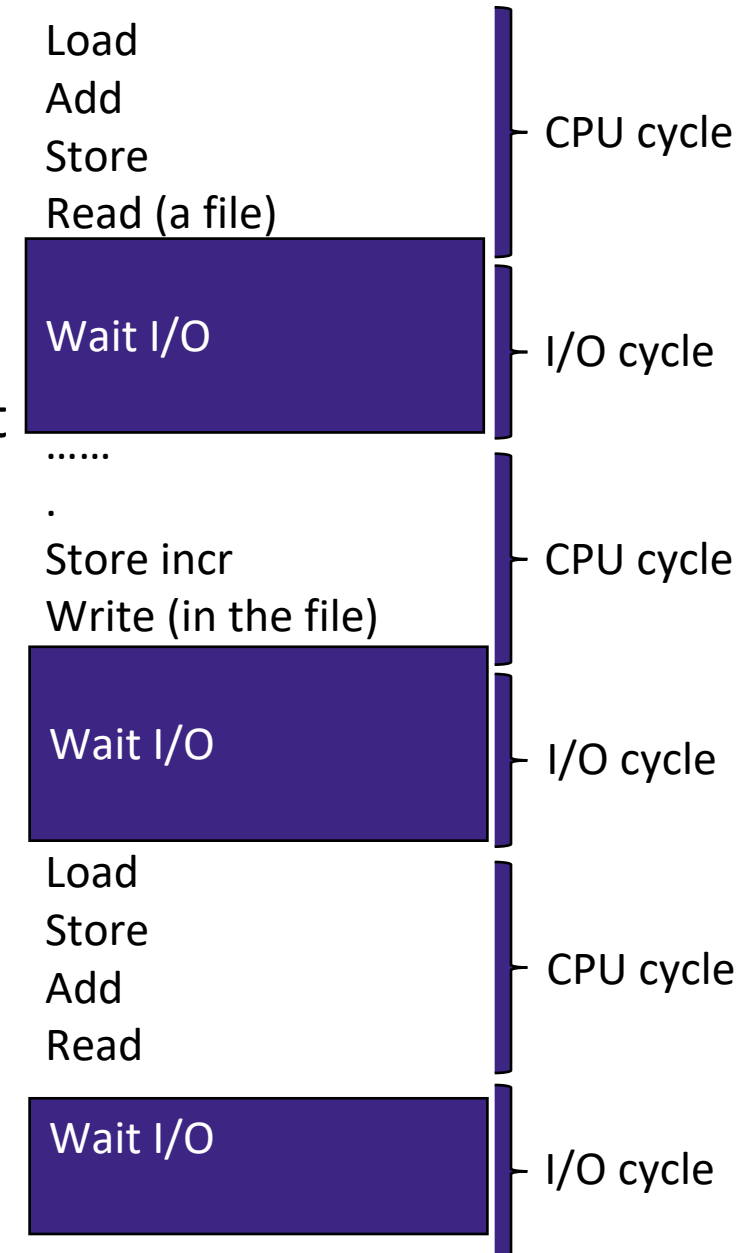 Load
Add
Store
Read (a file)
CPU cycle
Wait I/O
I/O cycle
t
......
.
Store incr
Write (in the file)
CPU cycle
Wait I/O
I/O cycle
Load
Store
Add
Read
CPU cycle
Wait I/O
I/O cycle